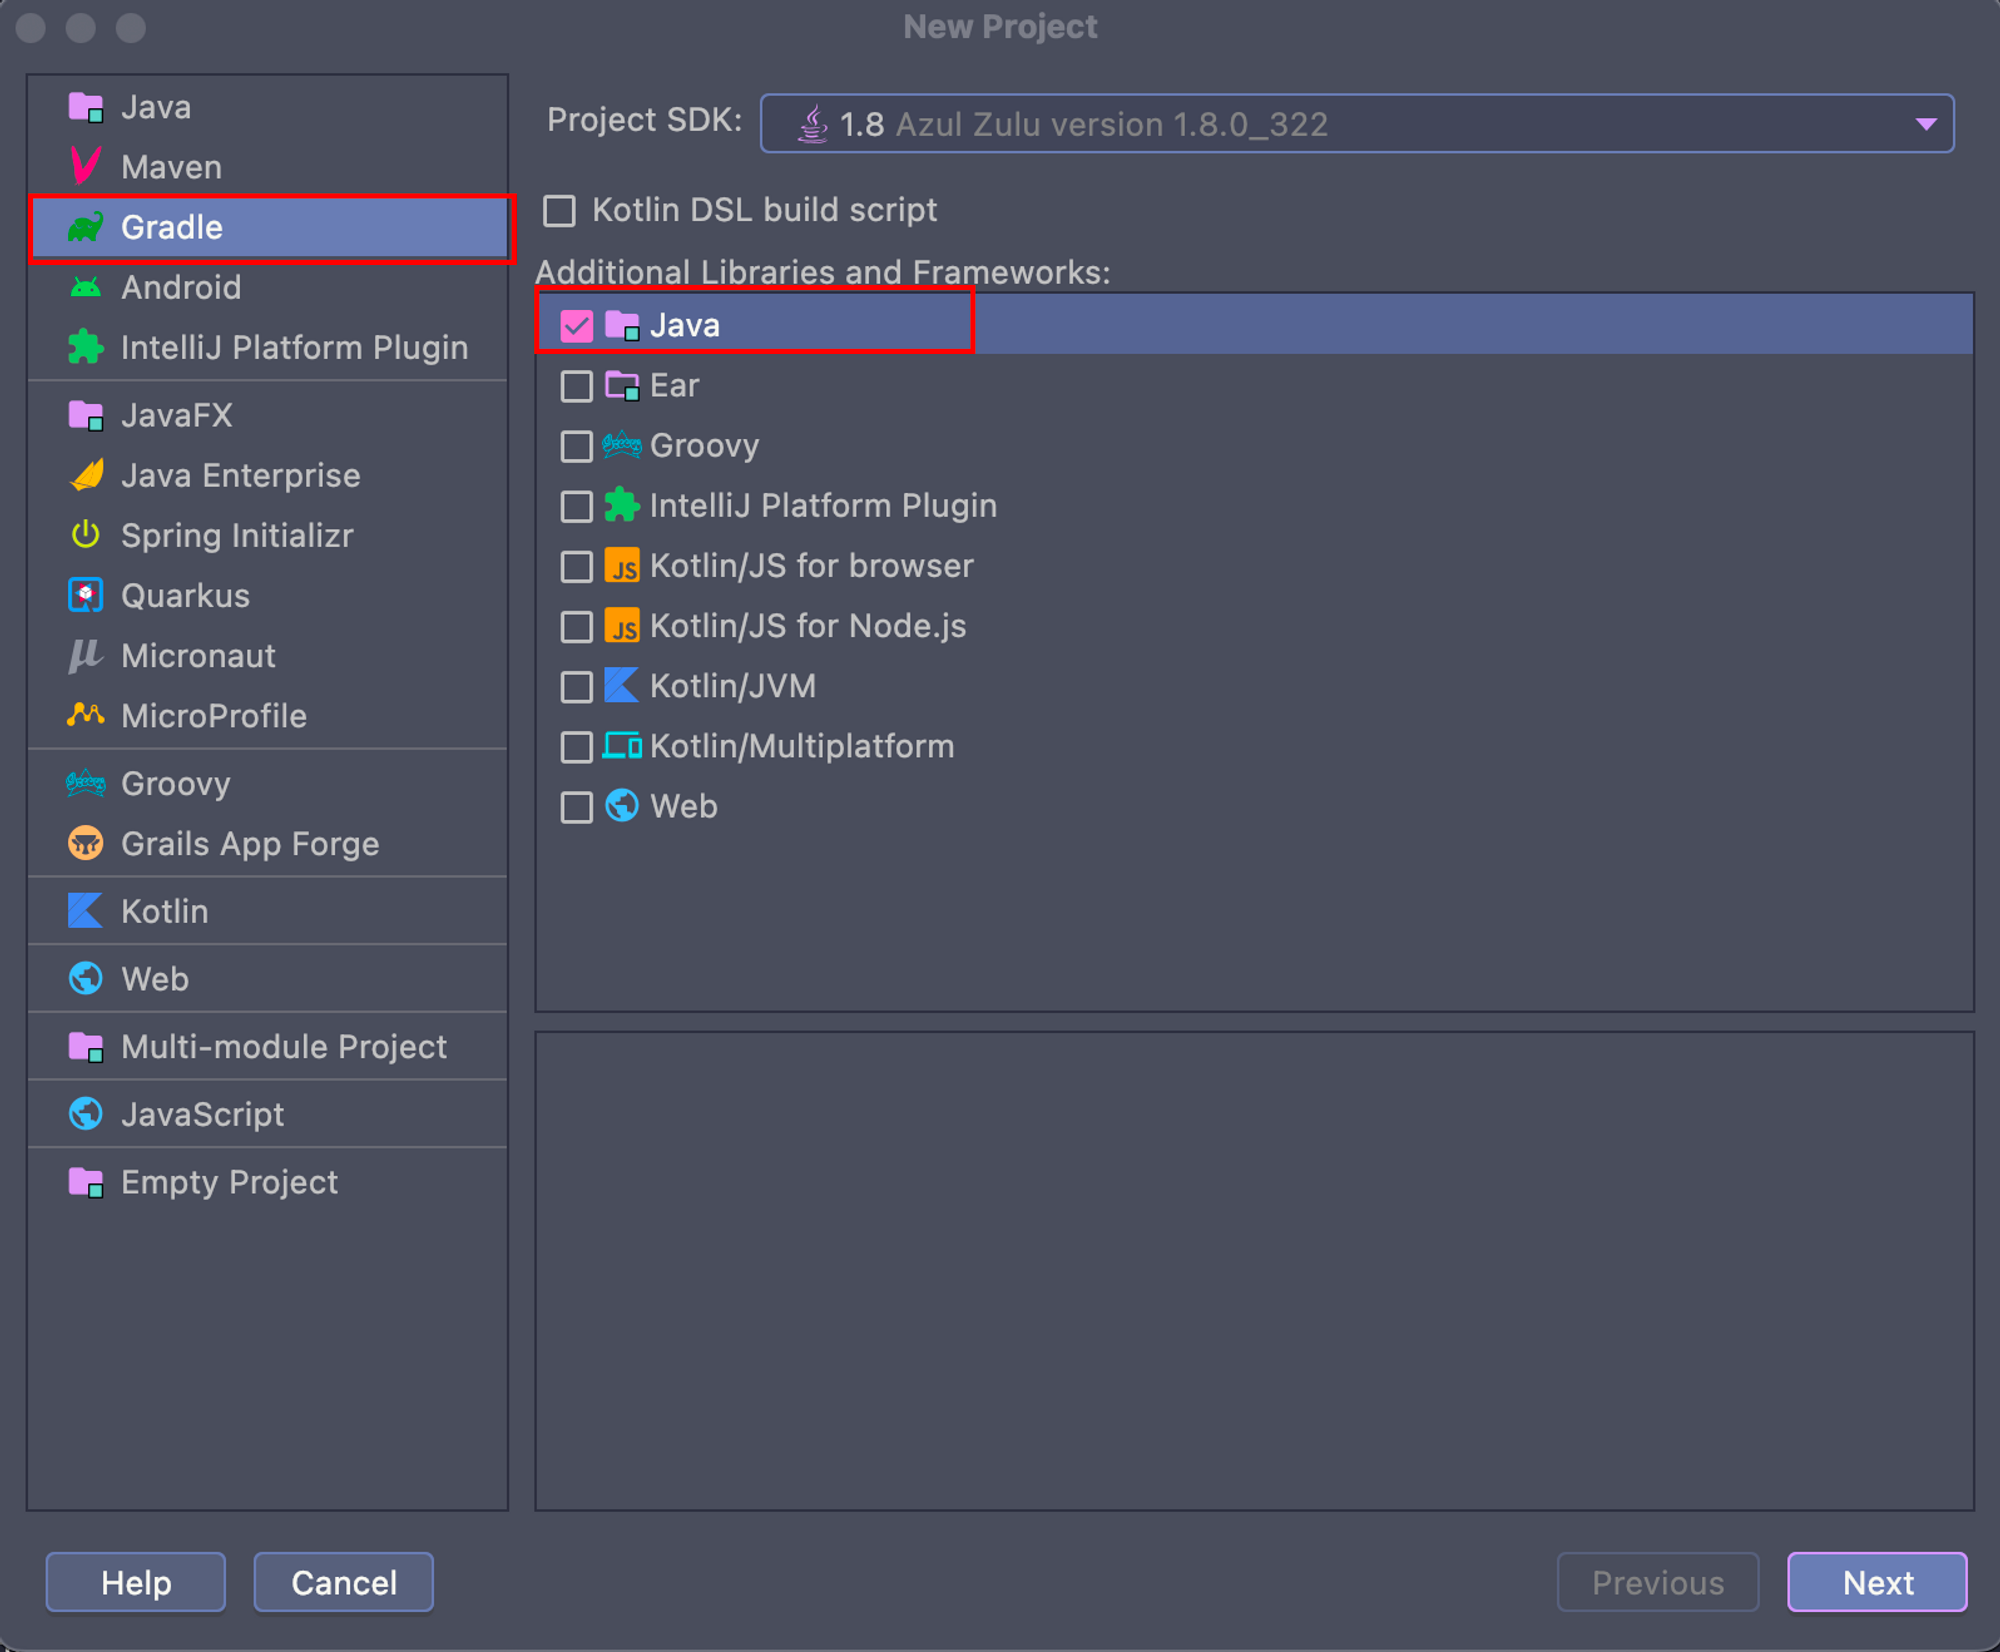 New Project
Java
Maven
Gradle
Android
IntelliJ Platform Plugin
JavaFX
Java Enterprise
Spring Initializr
Quarkus
Micronaut
MicroProfile
Groovy
Grails App Forge
Kotlin
Web
Multi-module Project
JavaScript
Empty Project
Project SDK: 1.8 Azul Zulu version 1.8.0_322
Kotlin DSL build script
Additional Libraries and Frameworks:
Java
Ear
Groovy
IntelliJ Platform Plugin
JS Kotlin/JS for browser
JS Kotlin/JS for Node.js
Kotlin/JVM
Kotlin/Multiplatform
Web
Help Cancel Previous Next